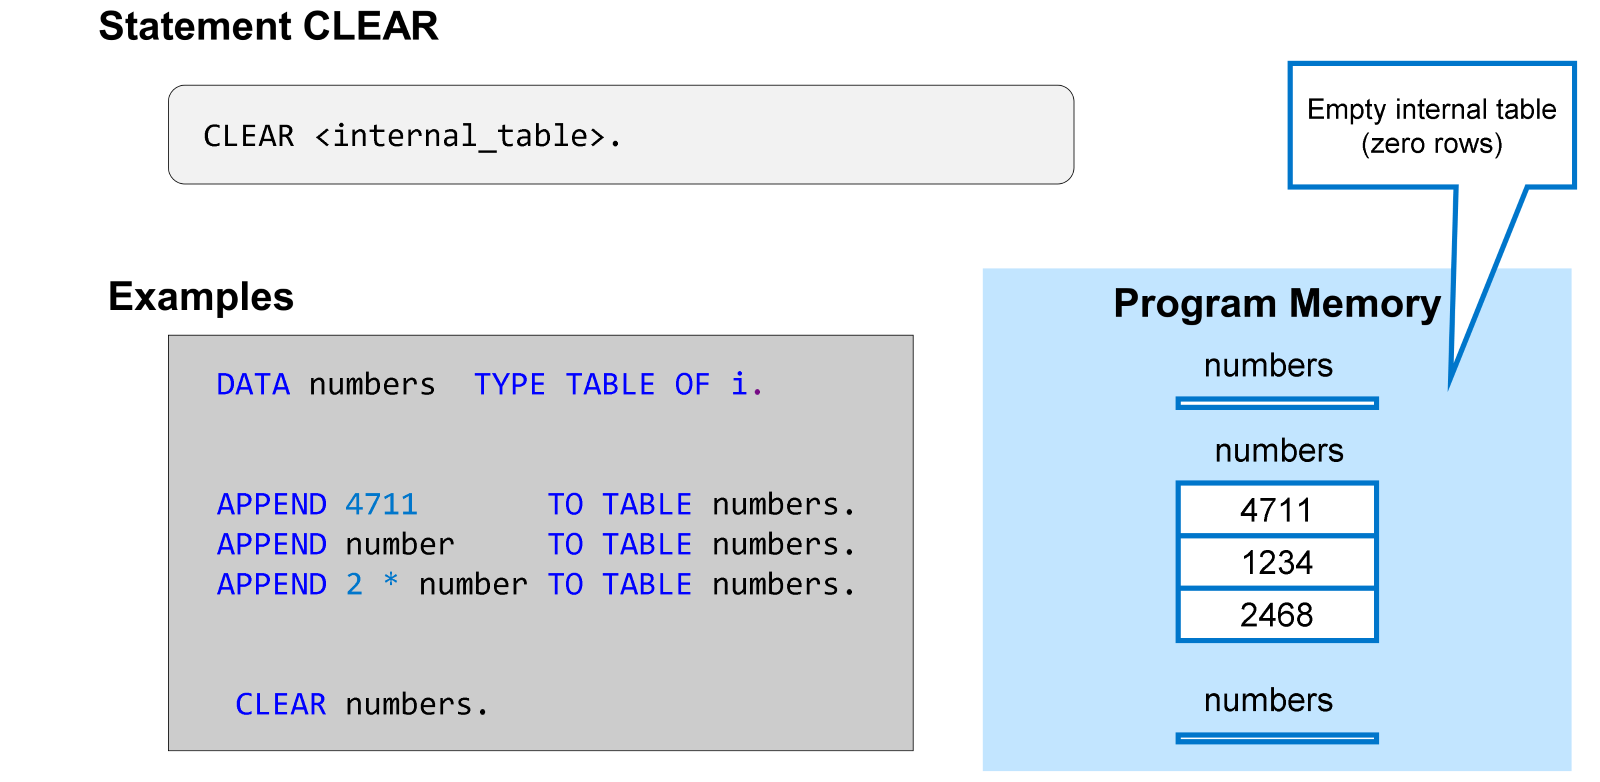 Statement CLEAR
CLEAR <internal_table>.
Empty internal table
(zero rows)
Examples
DATA numbers  TYPE TABLE OF i.
APPEND 4711       TO TABLE numbers.
APPEND number     TO TABLE numbers.
APPEND 2 * number TO TABLE numbers.
CLEAR numbers.
Program Memory
numbers
numbers
4711
1234
2468
numbers